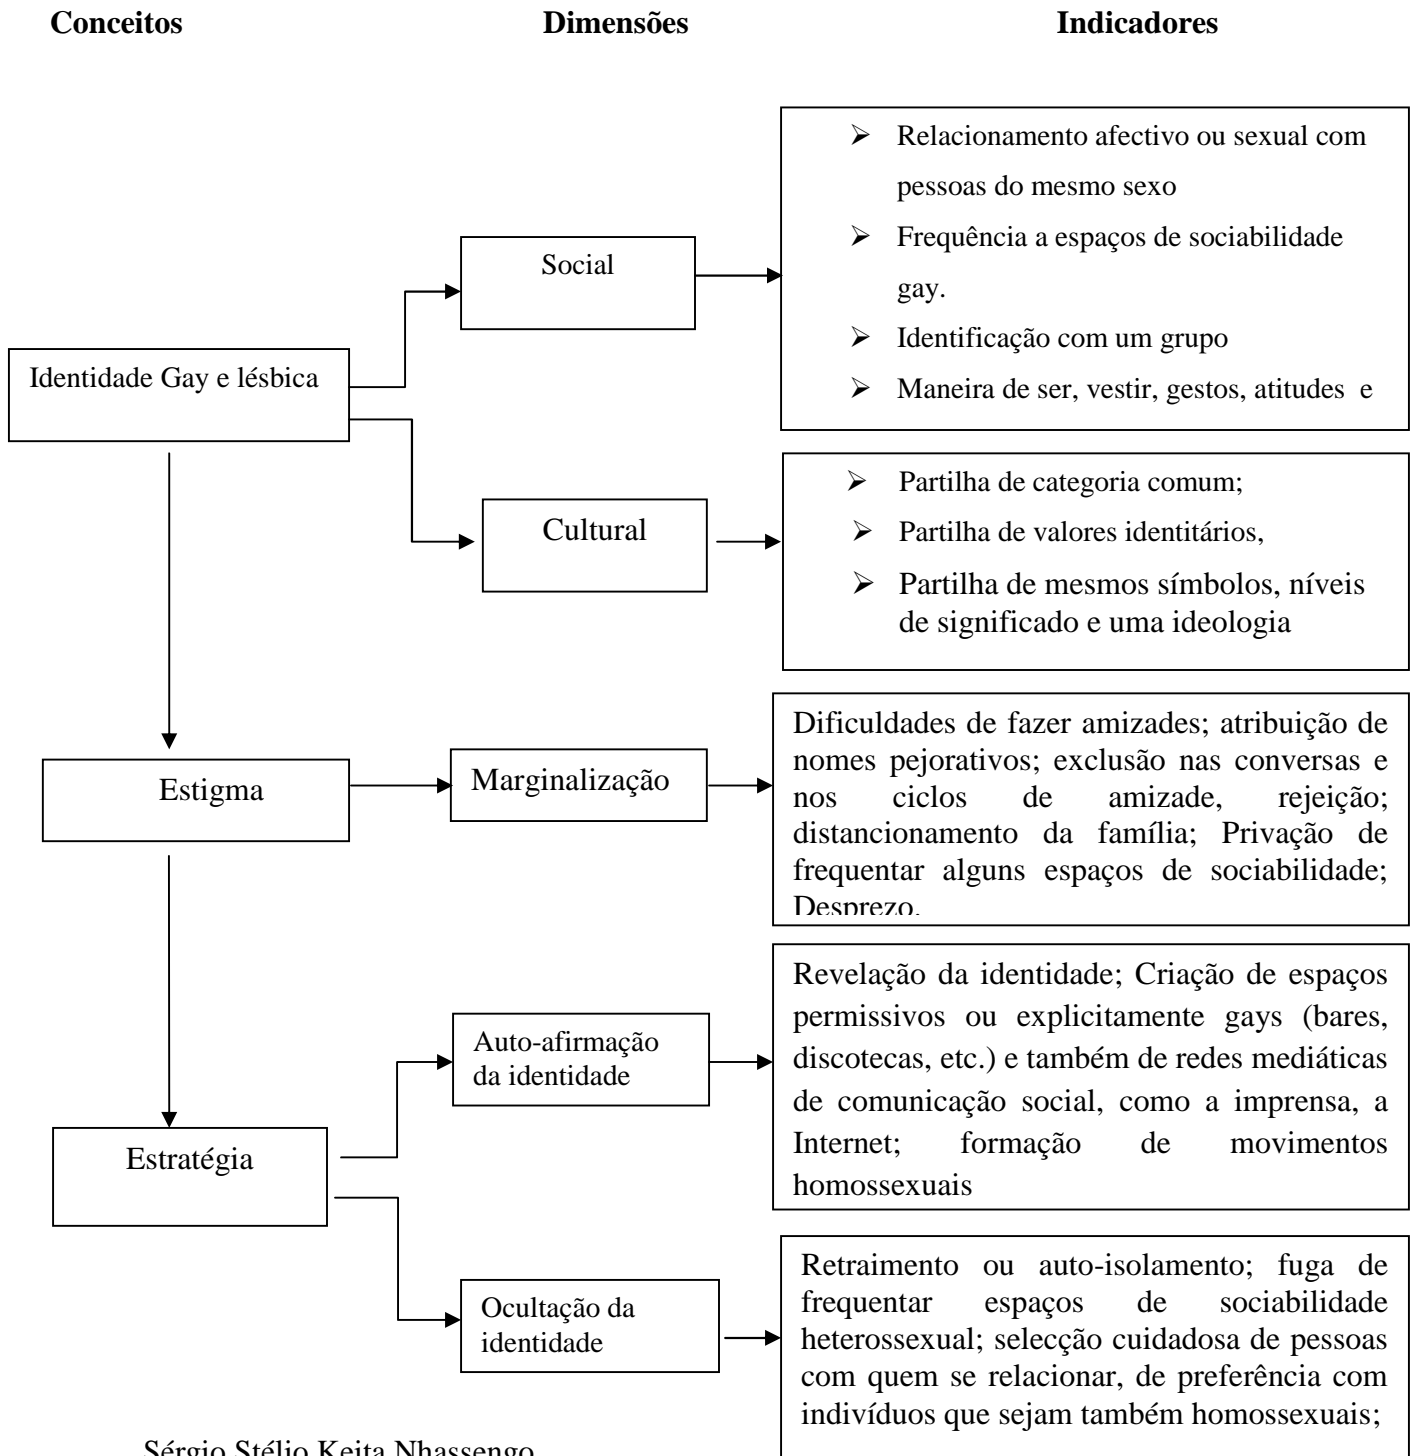 Conceitos Dimensões Indicadores
➢ Relacionamento afectivo ou sexual com
pessoas do mesmo sexo
➢ Frequência a espaços de sociabilidade
gay.
➢ Identificação com um grupo
➢ Maneira de ser, vestir, gestos, atitudes e
Social
Identidade Gay e lésbica
➢ Partilha de categoria comum;
➢ Partilha de valores identitários,
➢ Partilha de mesmos símbolos, níveis
de significado e uma ideologia
Cultural
Estigma
Marginalização
Dificuldades de fazer amizades; atribuição de
nomes pejorativos; exclusão nas conversas e
nos ciclos de amizade, rejeição;
distancionamento da família; Privação de
frequentar alguns espaços de sociabilidade;
Desprezo.
Estratégia
Auto-afirmação
da identidade
Revelação da identidade; Criação de espaços
permissivos ou explicitamente gays (bares,
discotecas, etc.) e também de redes mediáticas
de comunicação social, como a imprensa, a
Internet; formação de movimentos
homossexuais
Ocultação da
identidade
Retraimento ou auto-isolamento; fuga de
frequentar espaços de sociabilidade
heterossexual; selecção cuidadosa de pessoas
com quem se relacionar, de preferência com
indivíduos que sejam também homossexuais;
Sérgio Stélio Keita Nhassengo